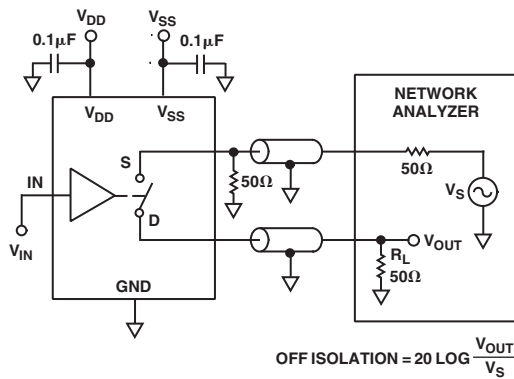 VDD
VSS
0.1µF
0.1µF
VDD
VSS
NETWORK
ANALYZER
S
50Ω
50Ω
VS
IN
D
VIN
VOUT
RL
50Ω
GND
OFF ISOLATION = 20 LOG VOUT
VS